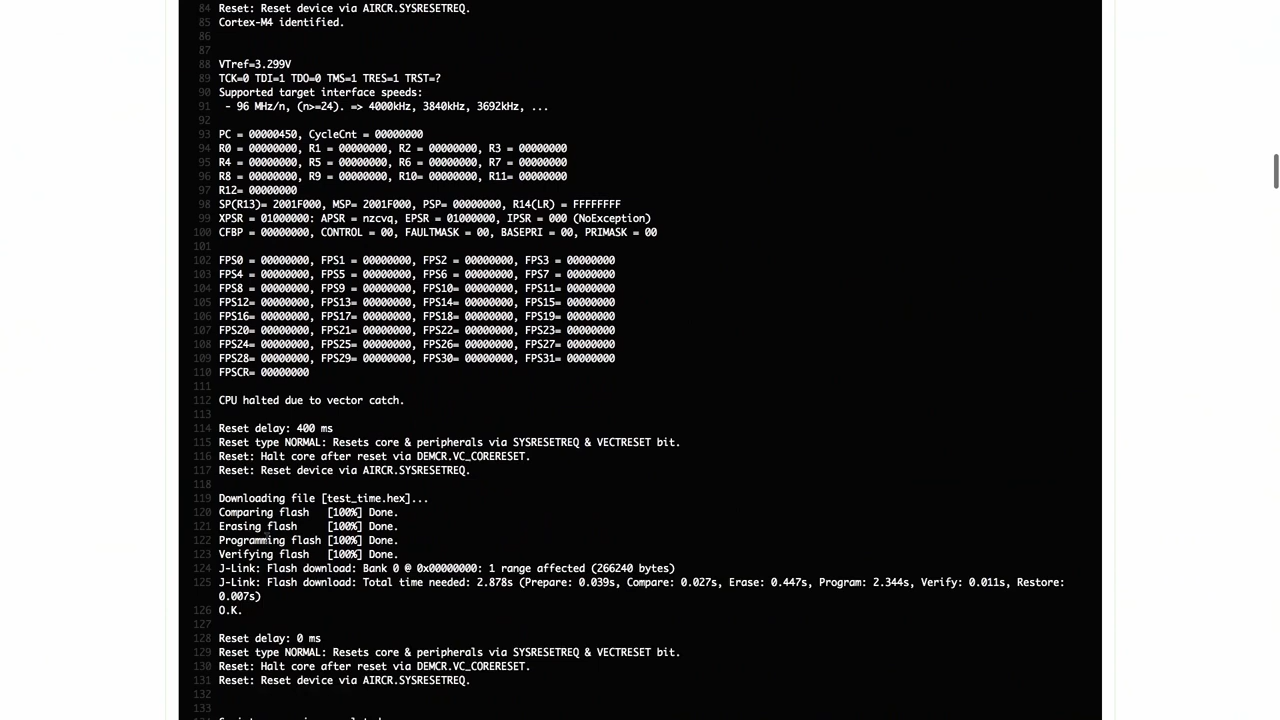 84 Reset: Reset device via AIRCR.SYSRESETREQ.
85 Cortex-M4 identified.
86
87
88 VTref=3.299V
89 TCK=0 TDI=1 TDO=0 TMS=1 TRES=1 TRST=?
90 Supported target interface speeds:
91  - 96 MHz/n, (n>=24). => 4000kHz, 3840kHz, 3692kHz, ...
92
93 PC = 00000450, CycleCnt = 00000000
94 R0 = 00000000, R1 = 00000000, R2 = 00000000, R3 = 00000000
95 R4 = 00000000, R5 = 00000000, R6 = 00000000, R7 = 00000000
96 R8 = 00000000, R9 = 00000000, R10= 00000000, R11= 00000000
97 R12= 00000000
98 SP(R13)= 2001F000, MSP= 2001F000, PSP= 00000000, R14(LR) = FFFFFFFF
99 XPSR = 01000000: APSR = nzcvq, EPSR = 01000000, IPSR = 000 (NoException)
100 CFBP = 00000000, CONTROL = 00, FAULTMASK = 00, BASEPRI = 00, PRIMASK = 00
101
102 FPS0 = 00000000, FPS1 = 00000000, FPS2 = 00000000, FPS3 = 00000000
103 FPS4 = 00000000, FPS5 = 00000000, FPS6 = 00000000, FPS7 = 00000000
104 FPS8 = 00000000, FPS9 = 00000000, FPS10= 00000000, FPS11= 00000000
105 FPS12= 00000000, FPS13= 00000000, FPS14= 00000000, FPS15= 00000000
106 FPS16= 00000000, FPS17= 00000000, FPS18= 00000000, FPS19= 00000000
107 FPS20= 00000000, FPS21= 00000000, FPS22= 00000000, FPS23= 00000000
108 FPS24= 00000000, FPS25= 00000000, FPS26= 00000000, FPS27= 00000000
109 FPS28= 00000000, FPS29= 00000000, FPS30= 00000000, FPS31= 00000000
110 FPSCR= 00000000
111
112 CPU halted due to vector catch.
113
114 Reset delay: 400 ms
115 Reset type NORMAL: Resets core & peripherals via SYSRESETREQ & VECTRESET bit.
116 Reset: Halt core after reset via DEMCR.VC_CORERESET.
117 Reset: Reset device via AIRCR.SYSRESETREQ.
118
119 Downloading file [test_time.hex]...
120 Comparing flash   [100%] Done.
121 Erasing flash     [100%] Done.
122 Programming flash [100%] Done.
123 Verifying flash   [100%] Done.
124 J-Link: Flash download: Bank 0 @ 0x00000000: 1 range affected (266240 bytes)
125 J-Link: Flash download: Total time needed: 2.878s (Prepare: 0.039s, Compare: 0.027s, Erase: 0.447s, Program: 2.344s, Verify: 0.011s, Restore:
0.007s)
126 O.K.
127
128 Reset delay: 0 ms
129 Reset type NORMAL: Resets core & peripherals via SYSRESETREQ & VECTRESET bit.
130 Reset: Halt core after reset via DEMCR.VC_CORERESET.
131 Reset: Reset device via AIRCR.SYSRESETREQ.
132
133